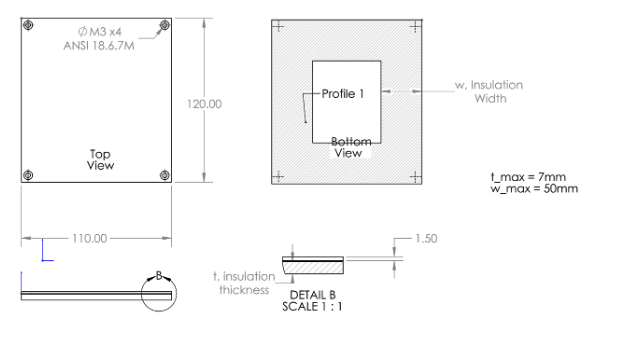 ∅ M3 x4
ANSI 18.6.7M
120.00
Top
View
110.00
Profile 1
w, Insulation
Width
Bottom
View
t_max = 7mm
w_max = 50mm
B
t, insulation
thickness
1.50
DETAIL B
SCALE 1 : 1